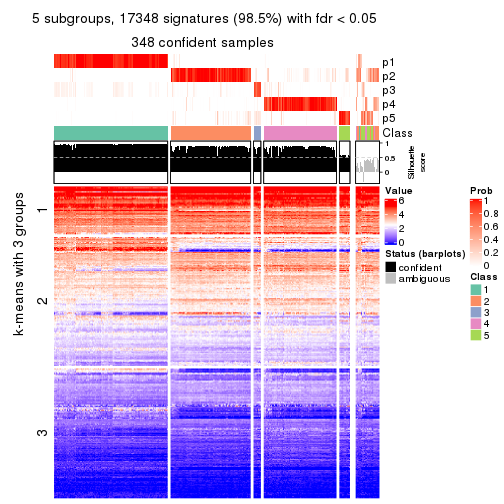 5 subgroups, 17348 signatures (98.5%) with fdr < 0.05
348 confident samples
p1
p2
p3
p4
p5
Class
1
0.5
0
Silhouette
score
k-means with 3 groups
1
2
3
Value
6
4
2
0
Status (barplots)
confident
ambiguous
Prob
1
0.8
0.6
0.4
0.2
0
Class
1
2
3
4
5